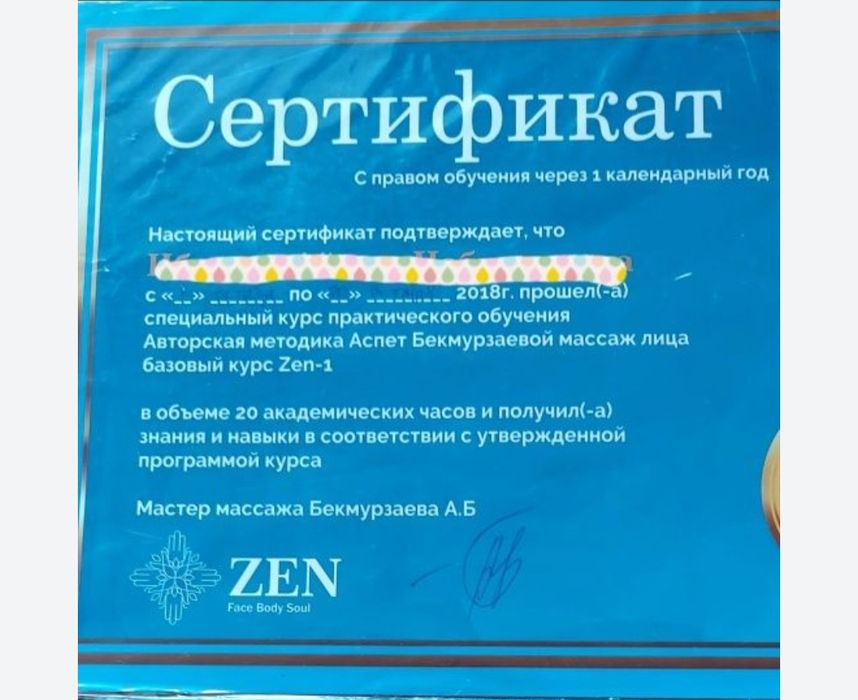 Сертификат
С правом обучения через 1 календарный год
Настоящий сертификат подтверждает, что
с «__» ________ по «__» _________ 2018г. прошел(-а)
специальный курс практического обучения
Авторская методика Аспет Бекмурзаевой массаж лица
базовый курс Zen-1
в объеме 20 академических часов и получил(-а)
знания и навыки в соответствии с утвержденной
программой курса
Мастер массажа Бекмурзаева А.Б
ZEN
Face Body Soul